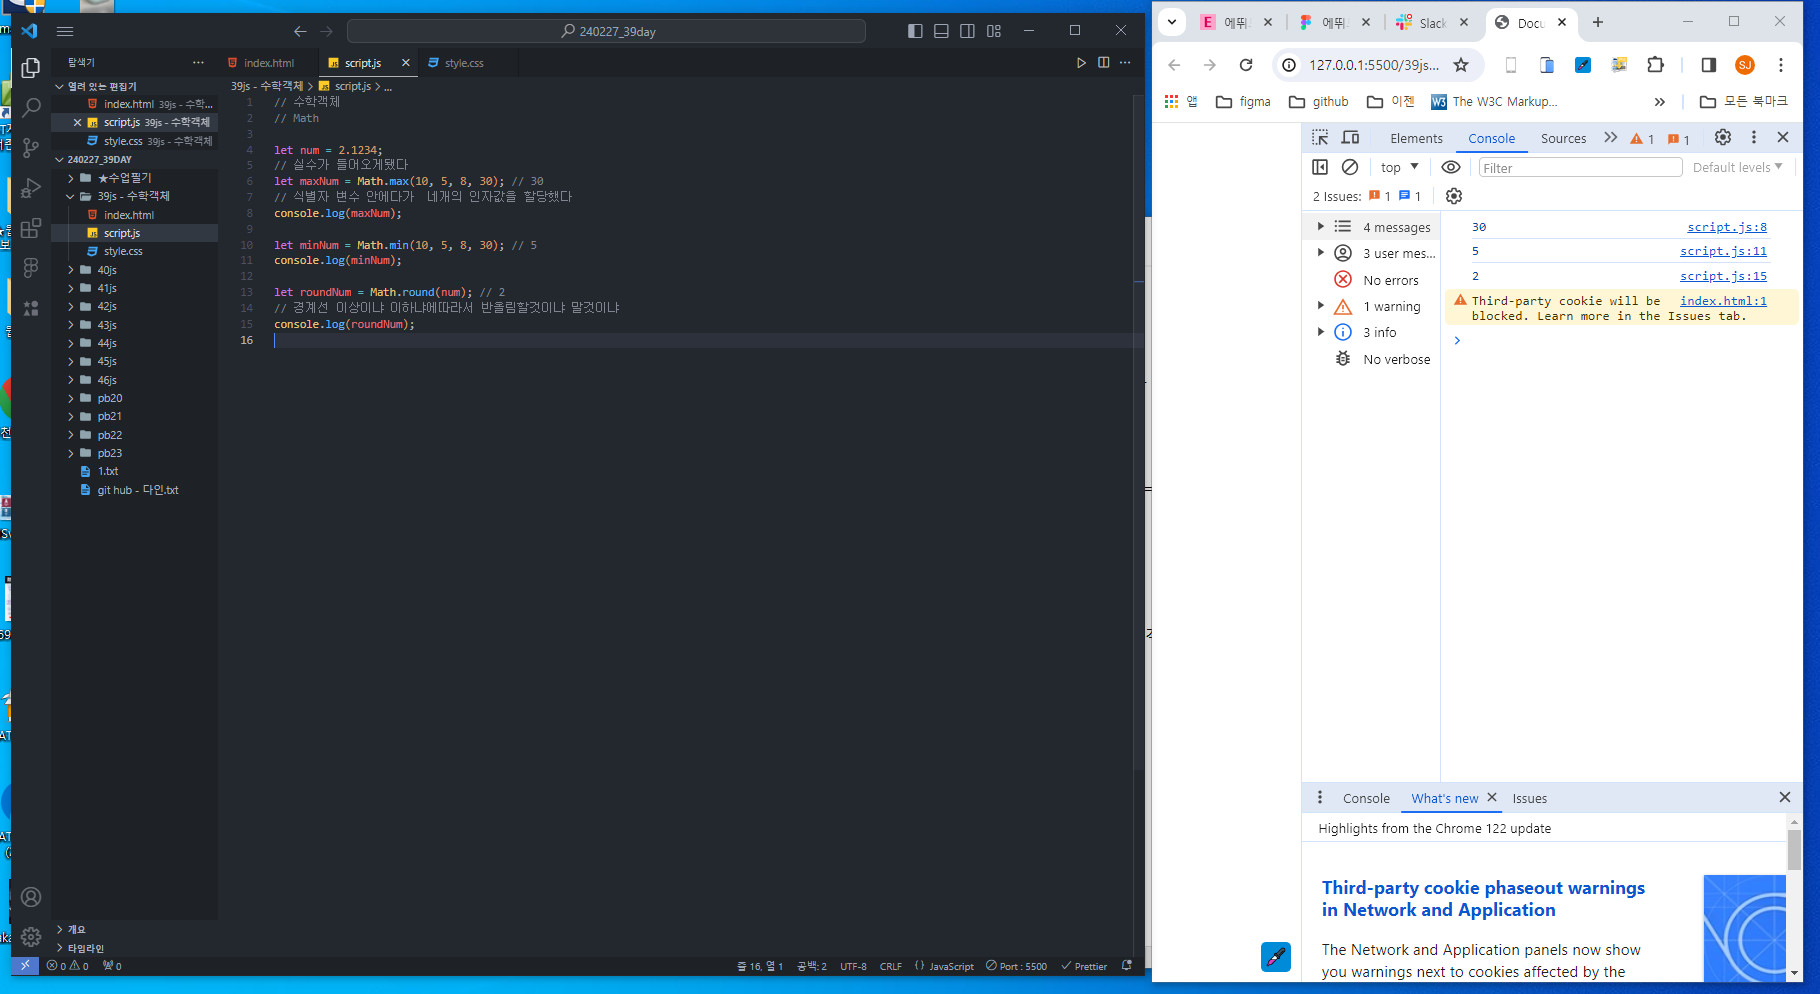 240227_39day
탐색기
index.html
script.js
style.css
열려 있는 편집기
index.html 39js - 수학...
script.js 39js - 수학객체
style.css 39js - 수학객체
240227_39DAY
★수업필기
39js - 수학객체
index.html
script.js
style.css
40js
41js
42js
43js
44js
45js
46js
pb20
pb21
pb22
pb23
1.txt
git hub - 다인.txt
개요
타임라인
39js - 수학객체 > script.js > ...
1 // 수학객체
2 // Math
3
4 let num = 2.1234;
5 // 실수가 들어오게됐다
6 let maxNum = Math.max(10, 5, 8, 30); // 30
7 // 식별자 변수 안에다가 네개의 인자값을 할당했다
8 console.log(maxNum);
9
10 let minNum = Math.min(10, 5, 8, 30); // 5
11 console.log(minNum);
12
13 let roundNum = Math.round(num); // 2
14 // 경계선 이상이냐 이하냐에따라서 반올림할것이냐 말것이냐
15 console.log(roundNum);
16
0 0 0
줄 16, 열 1 공백: 2 UTF-8 CRLF {} JavaScript Port : 5500 Prettier
에뛰 에뛰 Slack Docu
127.0.0.1:5500/39js...
SJ
앱 figma github 이젠 W3 The W3C Markup... » 모든 북마크
Elements Console Sources » 1 1
top Filter Default levels
2 Issues: 1 1
4 messages
3 user mes...
No errors
1 warning
3 info
No verbose
30 script.js:8
5 script.js:11
2 script.js:15
Third-party cookie will be index.html:1
blocked. Learn more in the Issues tab.
Console What's new Issues
Highlights from the Chrome 122 update
Third-party cookie phaseout warnings
in Network and Application
The Network and Application panels now show
you warnings next to cookies affected by the